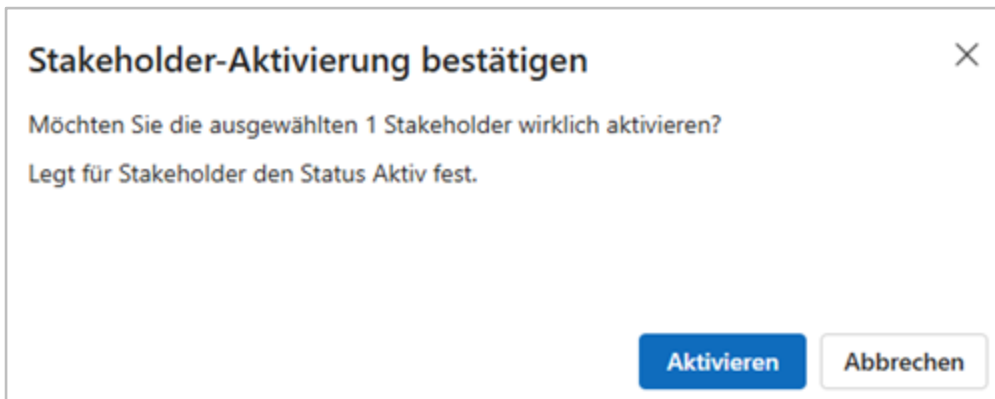 Stakeholder-Aktivierung bestätigen
Möchten Sie die ausgewählten 1 Stakeholder wirklich aktivieren?
Legt für Stakeholder den Status Aktiv fest.
Aktivieren
Abbrechen